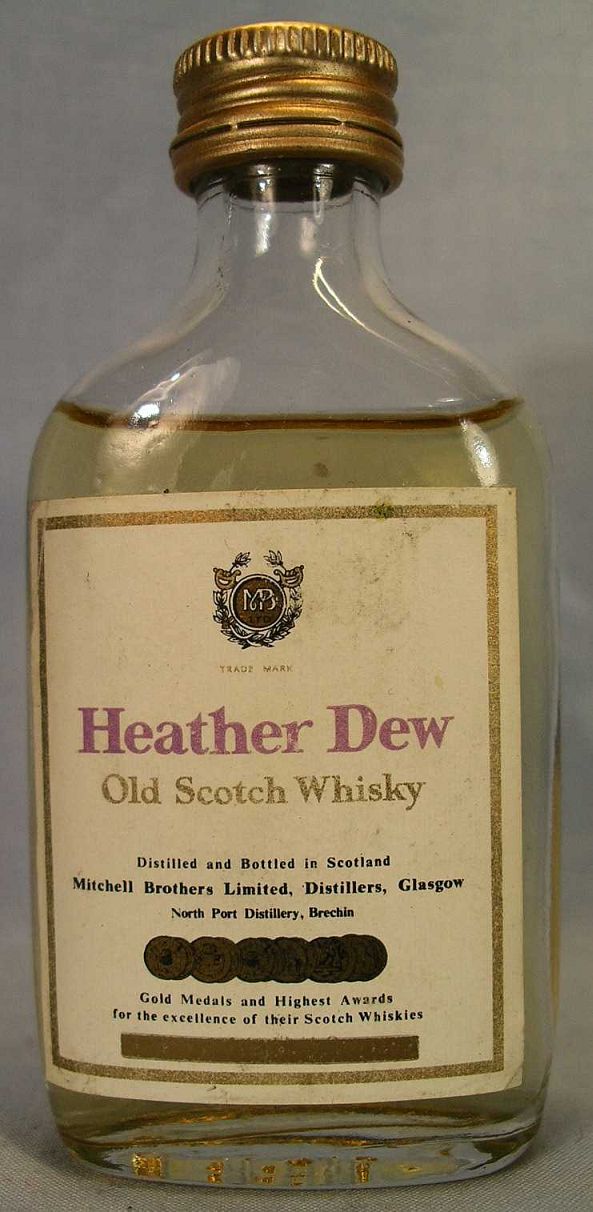 MB
LTD
TRADE MARK
Heather Dew
Old Scotch Whisky
Distilled and Bottled in Scotland
Mitchell Brothers Limited, Distillers, Glasgow
North Port Distillery, Brechin
Gold Medals and Highest Awards
for the excellence of their Scotch Whiskies